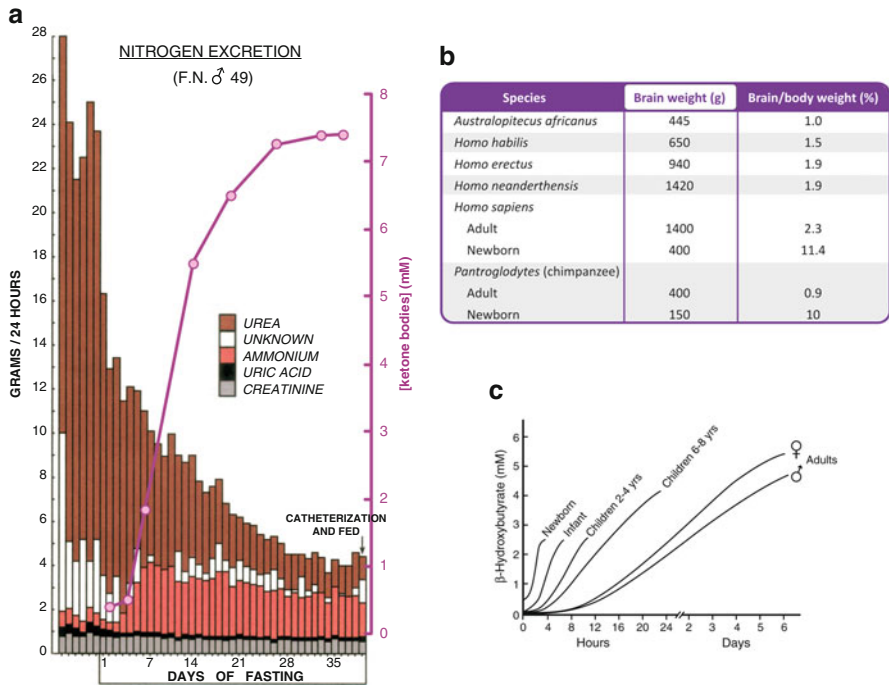 a
NITROGEN EXCRETION
(F.N. ♂ 49)
28
26
24
22
20
18
16
14
12
10
8
6
4
2
0
GRAMS / 24 HOURS
8
7
6
5
4
3
2
1
0
[ketone bodies] (mM)
UREA
UNKNOWN
AMMONIUM
URIC ACID
CREATININE
CATHETERIZATION
AND FED
1 7 14 21 28 35
DAYS OF FASTING
b
Species Brain weight (g) Brain/body weight (%)
Australopitecus africanus 445 1.0
Homo habilis 650 1.5
Homo erectus 940 1.9
Homo neanderthensis 1420 1.9
Homo sapiens
Adult 1400 2.3
Newborn 400 11.4
Pantroglodytes (chimpanzee)
Adult 400 0.9
Newborn 150 10
c
6
5
4
3
2
1
0
β-Hydroxybutyrate (mM)
Newborn
Infant
Children 2-4 yrs
Children 6-8 yrs
♀
♂
Adults
0 4 8 12 16 20 24 2 3 4 5 6
Hours Days